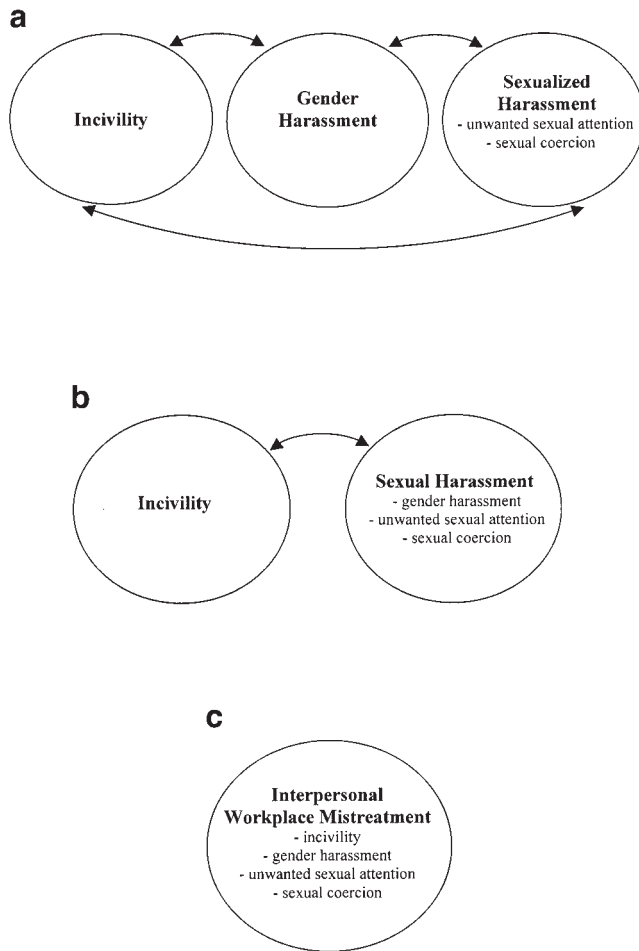 a
Incivility
Gender
Harassment
Sexualized
Harassment
- unwanted sexual attention
- sexual coercion
b
Incivility
Sexual Harassment
- gender harassment
- unwanted sexual attention
- sexual coercion
c
Interpersonal
Workplace Mistreatment
- incivility
- gender harassment
- unwanted sexual attention
- sexual coercion